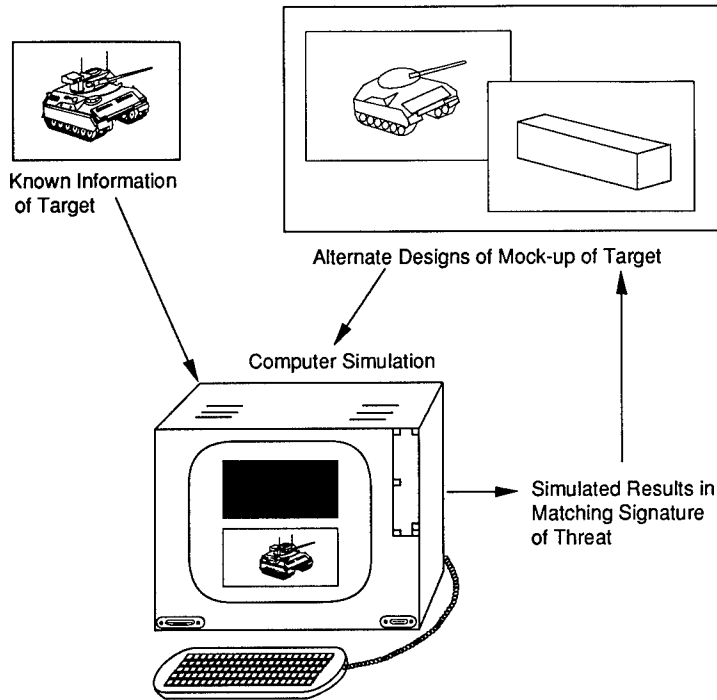 Known Information
of Target
Alternate Designs of Mock-up of Target
Computer Simulation
Simulated Results in
Matching Signature
of Threat